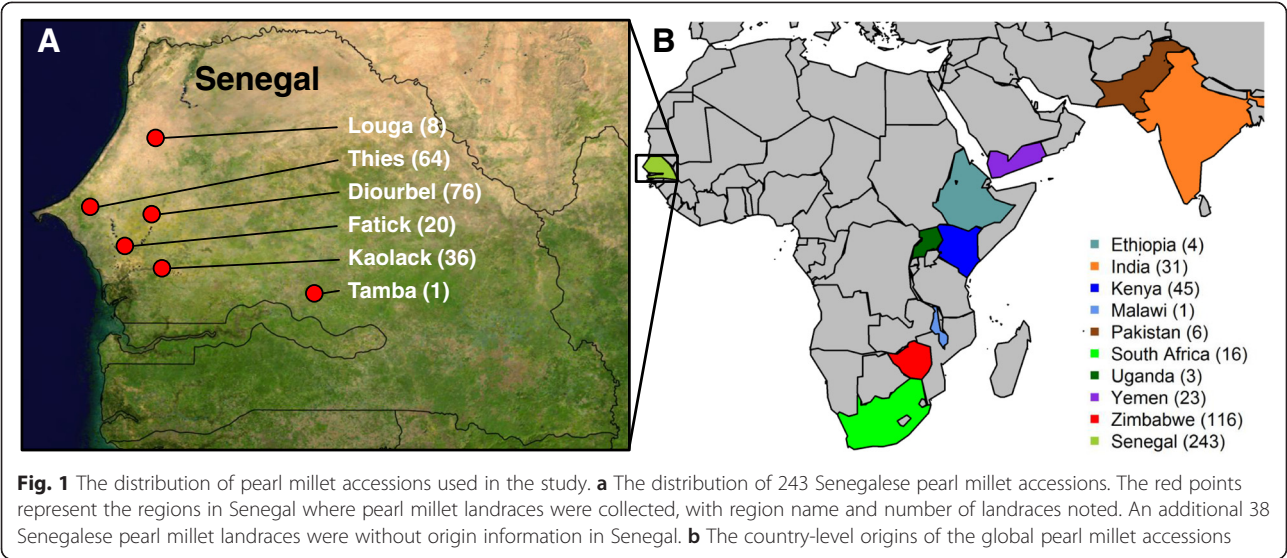 A
Senegal
Louga (8)
Thies (64)
Diourbel (76)
Fatick (20)
Kaolack (36)
Tamba (1)
B
Ethiopia (4)
India (31)
Kenya (45)
Malawi (1)
Pakistan (6)
South Africa (16)
Uganda (3)
Yemen (23)
Zimbabwe (116)
Senegal (243)
Fig. 1 The distribution of pearl millet accessions used in the study. a The distribution of 243 Senegalese pearl millet accessions. The red points
represent the regions in Senegal where pearl millet landraces were collected, with region name and number of landraces noted. An additional 38
Senegalese pearl millet landraces were without origin information in Senegal. b The country-level origins of the global pearl millet accessions